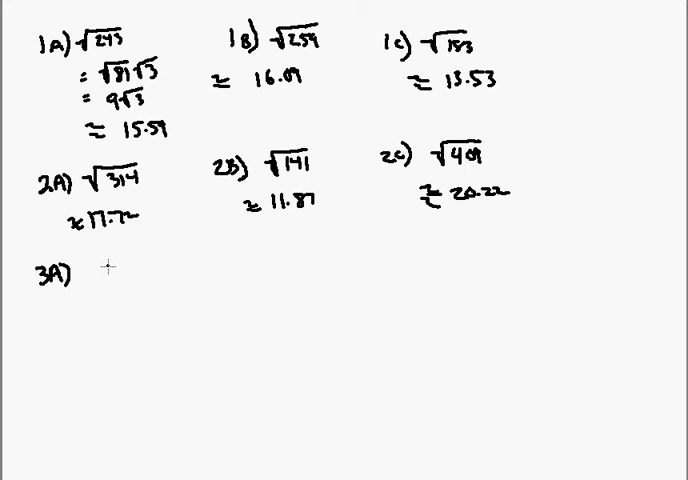 1A) √243
= √81 √3
= 9√3
≈ 15.59
1B) √259
≈ 16.09
1C) √183
≈ 13.53
2A) √314
≈ 17.72
2B) √141
≈ 11.87
2C) √409
≈ 20.22
3A)